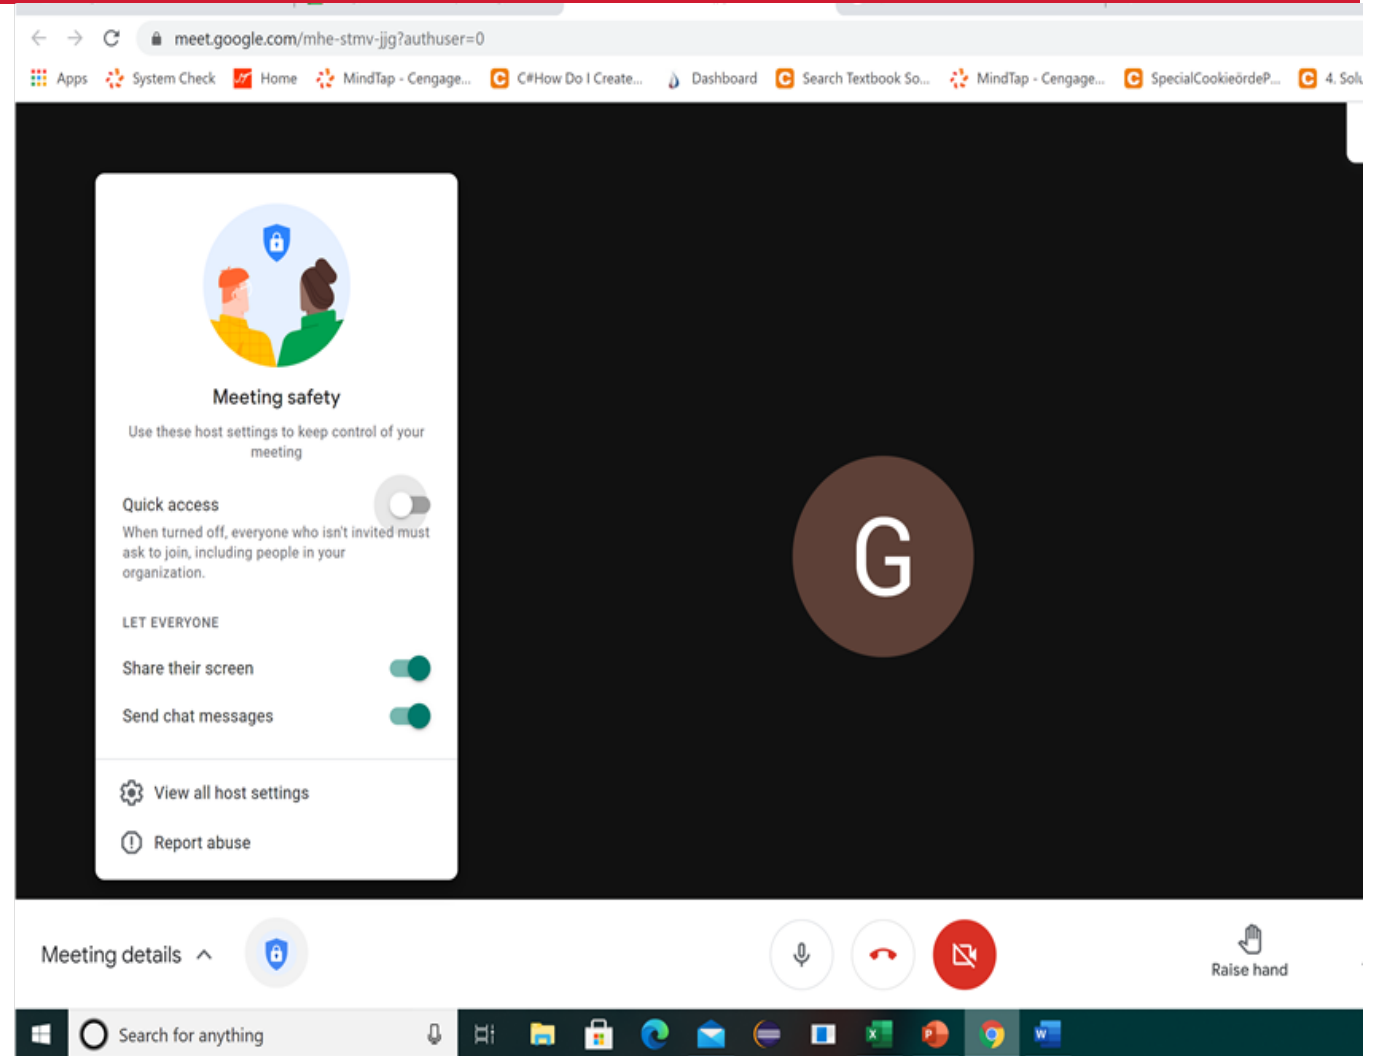 meet.google.com/mhe-stmv-jjg?authuser=0
Apps System Check Home MindTap - Cengage... C#How Do I Create... Dashboard Search Textbook So... MindTap - Cengage... SpecialCookieördeP... 4. Solu
Meeting safety
Use these host settings to keep control of your
meeting
Quick access
When turned off, everyone who isn't invited must
ask to join, including people in your
organization.
LET EVERYONE
Share their screen
Send chat messages
View all host settings
Report abuse
G
Meeting details
Raise hand
Search for anything